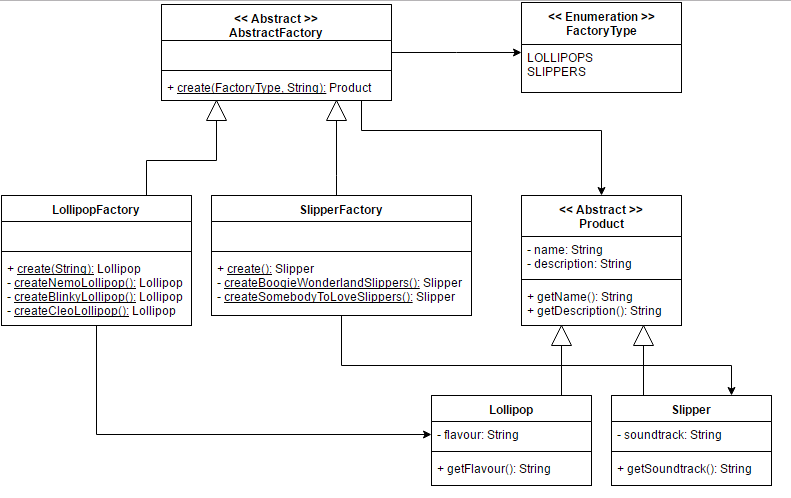 << Abstract >>
AbstractFactory
+ create(FactoryType, String): Product
<< Enumeration >>
FactoryType
LOLLIPOPS
SLIPPERS
LollipopFactory
+ create(String): Lollipop
- createNemoLollipop(): Lollipop
- createBlinkyLollipop(): Lollipop
- createCleoLollipop(): Lollipop
SlipperFactory
+ create(): Slipper
- createBoogieWonderlandSlippers(): Slipper
- createSomebodyToLoveSlippers(): Slipper
<< Abstract >>
Product
- name: String
- description: String
+ getName(): String
+ getDescription(): String
Lollipop
- flavour: String
+ getFlavour(): String
Slipper
- soundtrack: String
+ getSoundtrack(): String